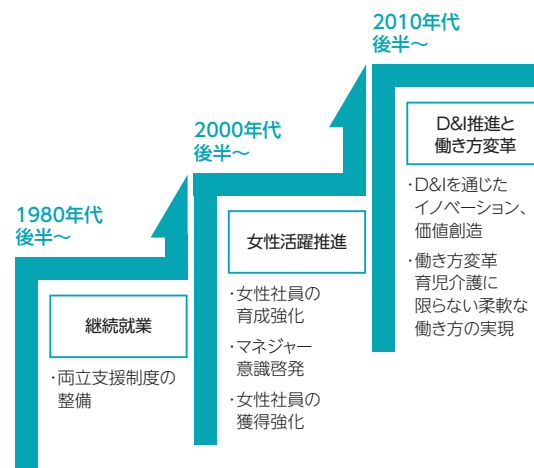 1980年代
後半～
継続就業
・両立支援制度の
整備
2000年代
後半～
女性活躍推進
・女性社員の
育成強化
・マネジャー
意識啓発
・女性社員の
獲得強化
2010年代
後半～
D&I推進と
働き方変革
・D&Iを通じた
イノベーション、
価値創造
・働き方変革
育児介護に
限らない柔軟な
働き方の実現